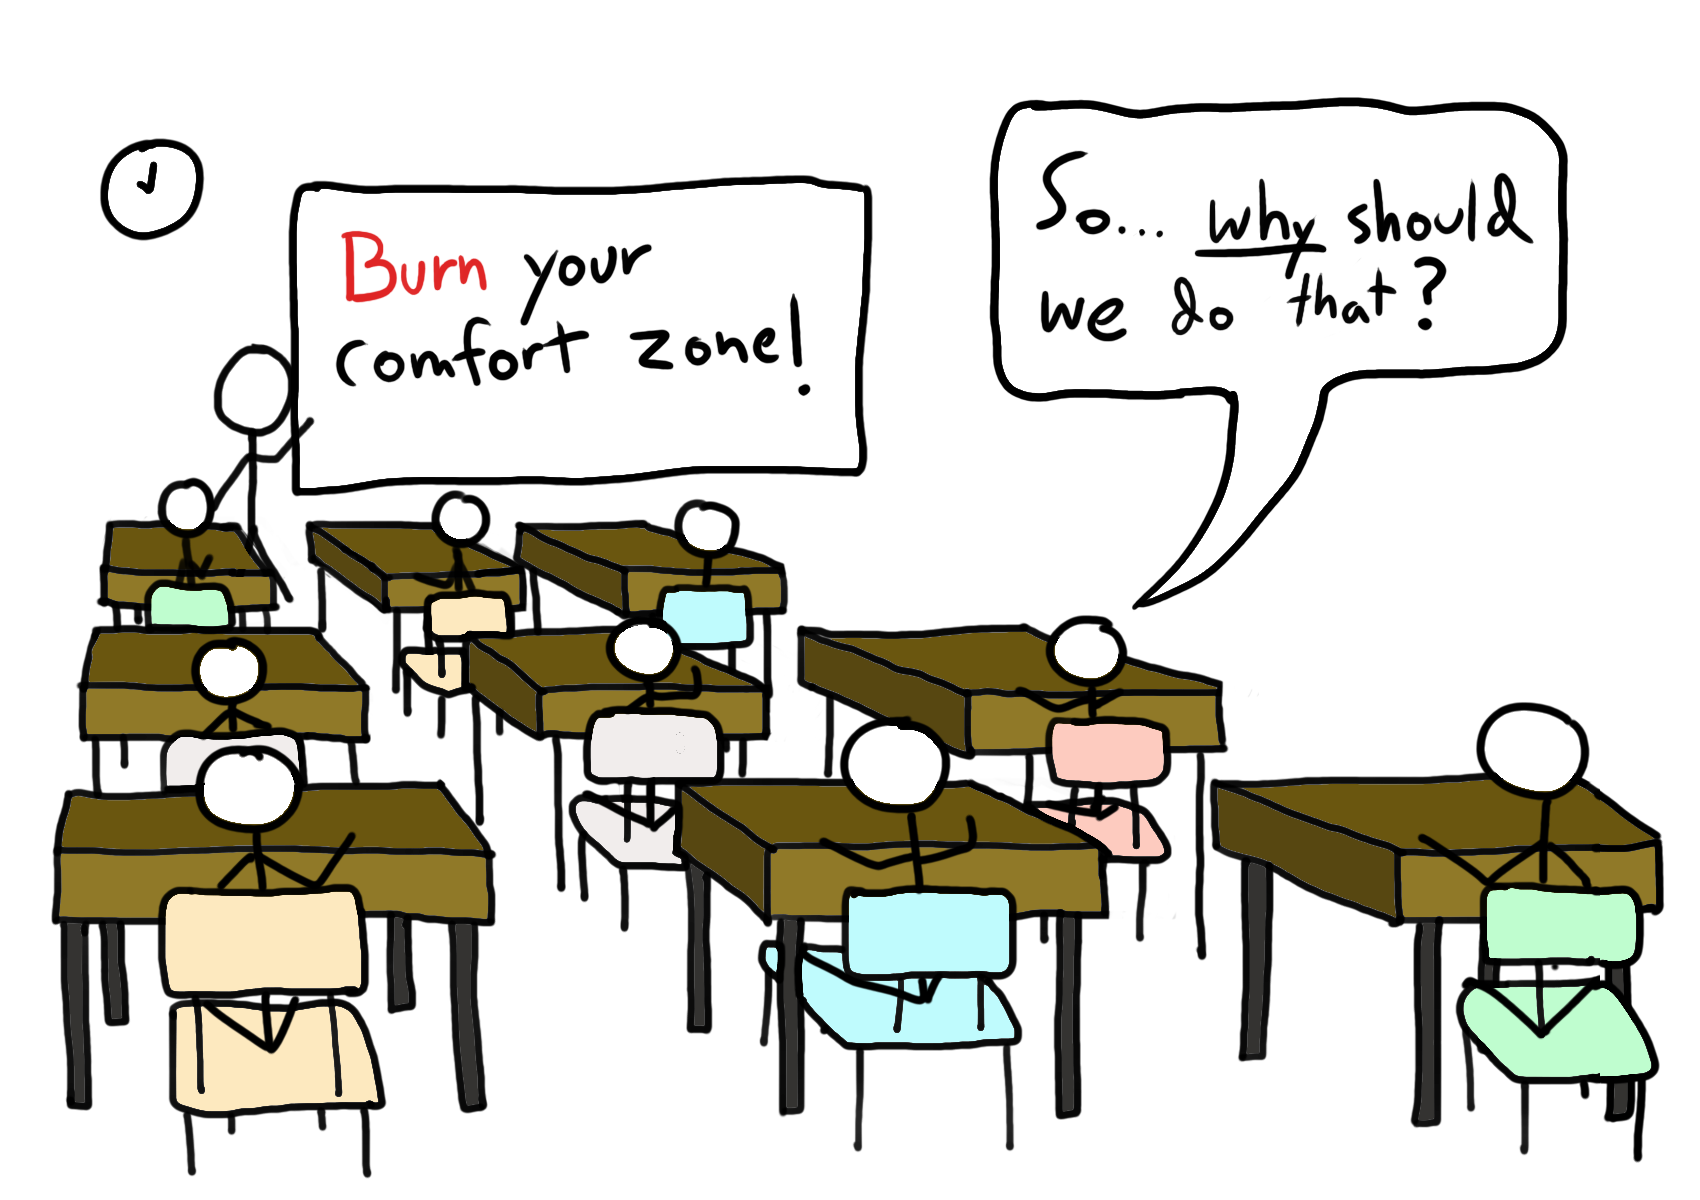 Burn your
comfort zone!
So... why should
we do that?